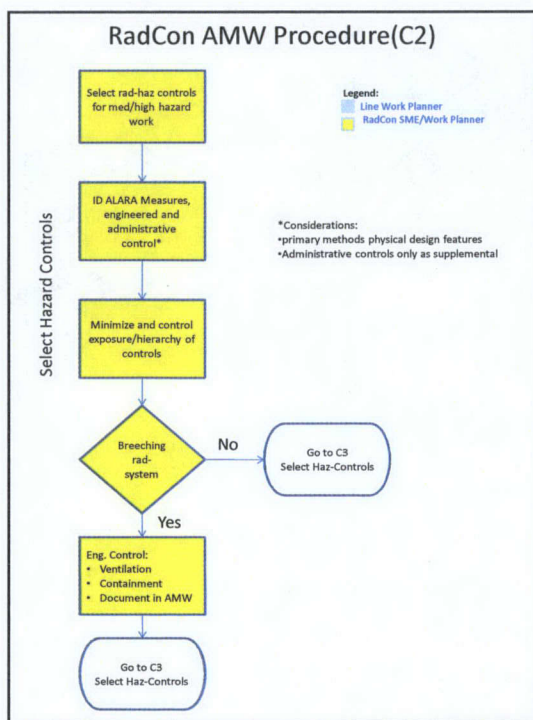 RadCon AMW Procedure(C2)
Select rad-haz controls
for med/high hazard
work
Legend:
Line Work Planner
RadCon SME/Work Planner
ID ALARA Measures,
engineered and
administrative
control*
*Considerations:
•primary methods physical design features
•Administrative controls only as supplemental
Select Hazard Controls
Minimize and control
exposure/hierarchy of
controls
Breeching
rad-
system
No
Go to C3
Select Haz-Controls
Yes
Eng. Control:
• Ventilation
• Containment
• Document in AMW
Go to C3
Select Haz-Controls